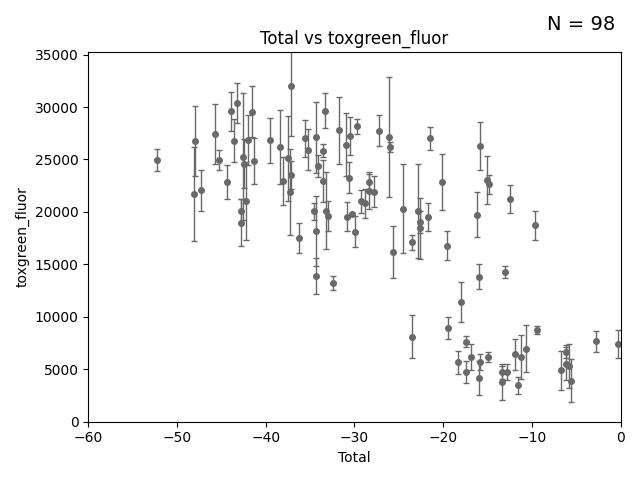 N = 98
Total vs toxgreen_fluor
35000
30000
25000
20000
15000
10000
5000
0
toxgreen_fluor
−60 −50 −40 −30 −20 −10 0
Total